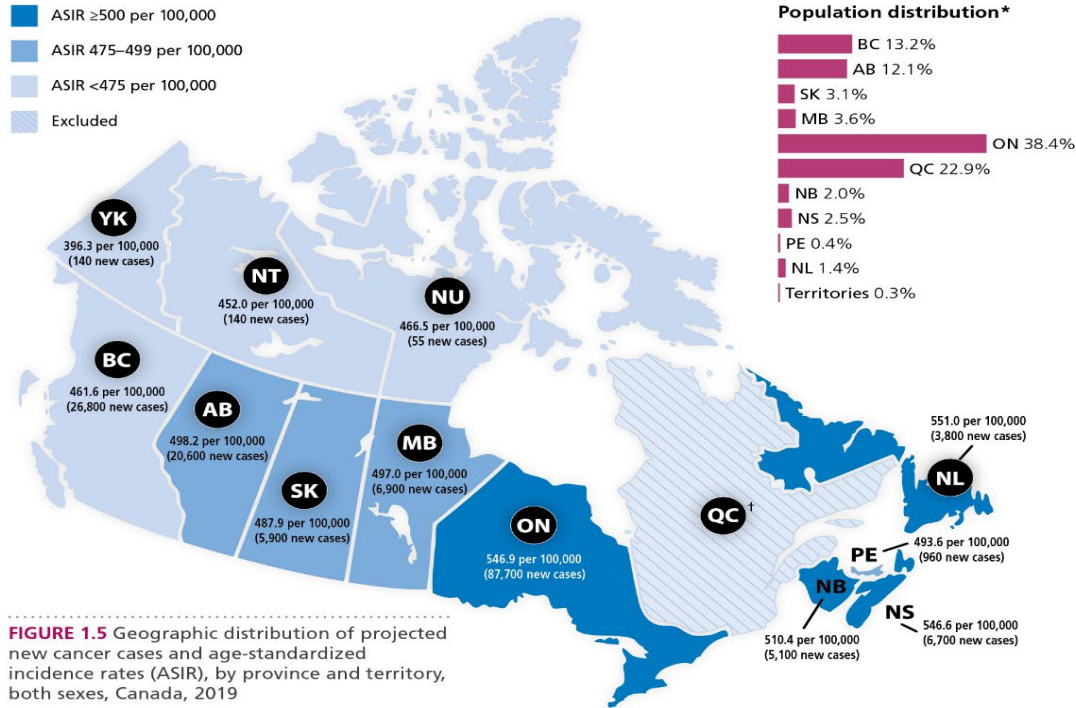 ASIR ≥500 per 100,000
ASIR 475–499 per 100,000
ASIR <475 per 100,000
Excluded
Population distribution*
BC 13.2%
AB 12.1%
SK 3.1%
MB 3.6%
ON 38.4%
QC 22.9%
NB 2.0%
NS 2.5%
PE 0.4%
NL 1.4%
Territories 0.3%
YK
396.3 per 100,000
(140 new cases)
NT
452.0 per 100,000
(140 new cases)
NU
466.5 per 100,000
(55 new cases)
BC
461.6 per 100,000
(26,800 new cases)
AB
498.2 per 100,000
(20,600 new cases)
SK
487.9 per 100,000
(5,900 new cases)
MB
497.0 per 100,000
(6,900 new cases)
ON
546.9 per 100,000
(87,700 new cases)
QC †
551.0 per 100,000
(3,800 new cases)
NL
PE
493.6 per 100,000
(960 new cases)
NB
510.4 per 100,000
(5,100 new cases)
NS
546.6 per 100,000
(6,700 new cases)
FIGURE 1.5 Geographic distribution of projected
new cancer cases and age-standardized
incidence rates (ASIR), by province and territory,
both sexes, Canada, 2019